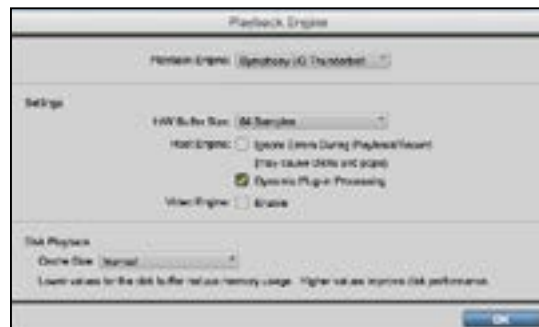 Playback Engine
Playback Engine: Symphony I/O Thunderbolt
Settings
H/W Buffer Size: 64 Samples
Host Engine: Ignore Errors During Playback/Record
(may cause clicks and pops)
Dynamic Plug-in Processing
Video Engine: Enable
Disk Playback
Cache Size: Normal
Lower values for the disk buffer reduce memory usage. Higher values improve disk performance.
OK